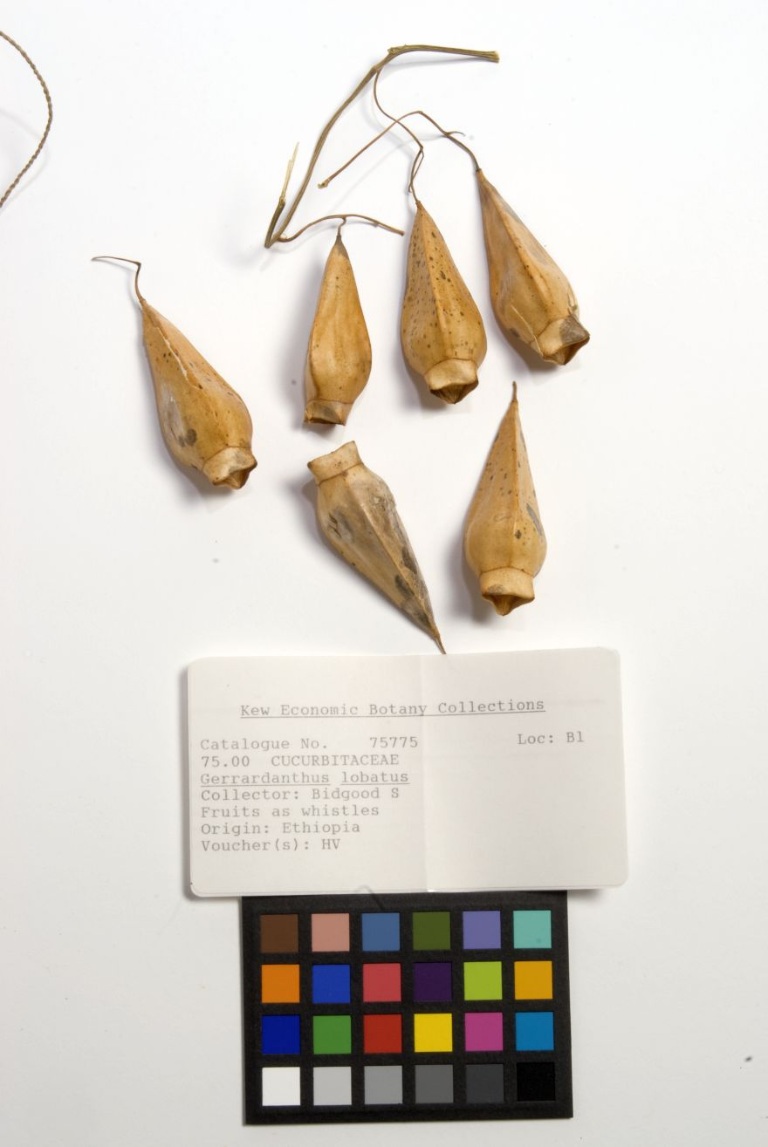 Kew Economic Botany Collections
Catalogue No. 75775 Loc: B1
75.00 CUCURBITACEAE
Gerrardanthus lobatus
Collector: Bidgood S
Fruits as whistles
Origin: Ethiopia
Voucher(s): HV